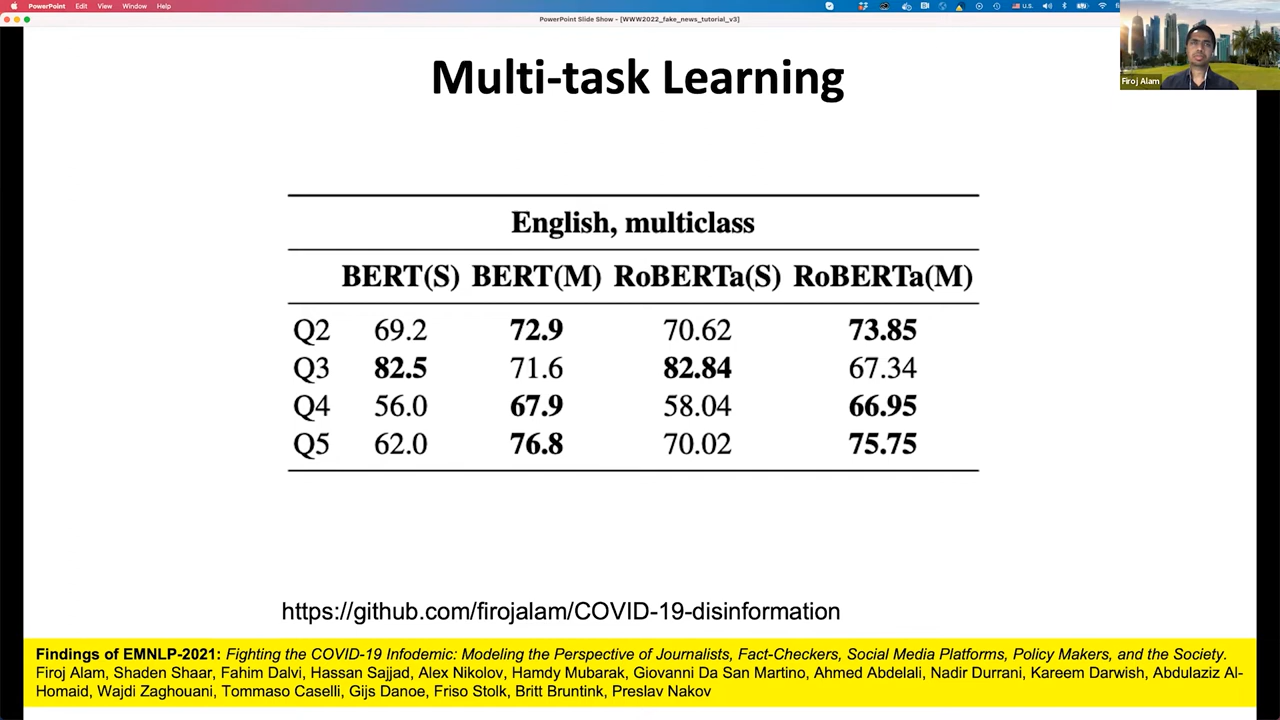 PowerPoint Edit View Window Help
U.S.
PowerPoint Slide Show - [WWW2022_fake_news_tutorial_v3]
Firoj Alam
Multi-task Learning
English, multiclass
BERT(S) BERT(M) RoBERTa(S) RoBERTa(M)
Q2 69.2 72.9 70.62 73.85
Q3 82.5 71.6 82.84 67.34
Q4 56.0 67.9 58.04 66.95
Q5 62.0 76.8 70.02 75.75
https://github.com/firojalam/COVID-19-disinformation
Findings of EMNLP-2021: Fighting the COVID-19 Infodemic: Modeling the Perspective of Journalists, Fact-Checkers, Social Media Platforms, Policy Makers, and the Society.
Firoj Alam, Shaden Shaar, Fahim Dalvi, Hassan Sajjad, Alex Nikolov, Hamdy Mubarak, Giovanni Da San Martino, Ahmed Abdelali, Nadir Durrani, Kareem Darwish, Abdulaziz Al-
Homaid, Wajdi Zaghouani, Tommaso Caselli, Gijs Danoe, Friso Stolk, Britt Bruntink, Preslav Nakov